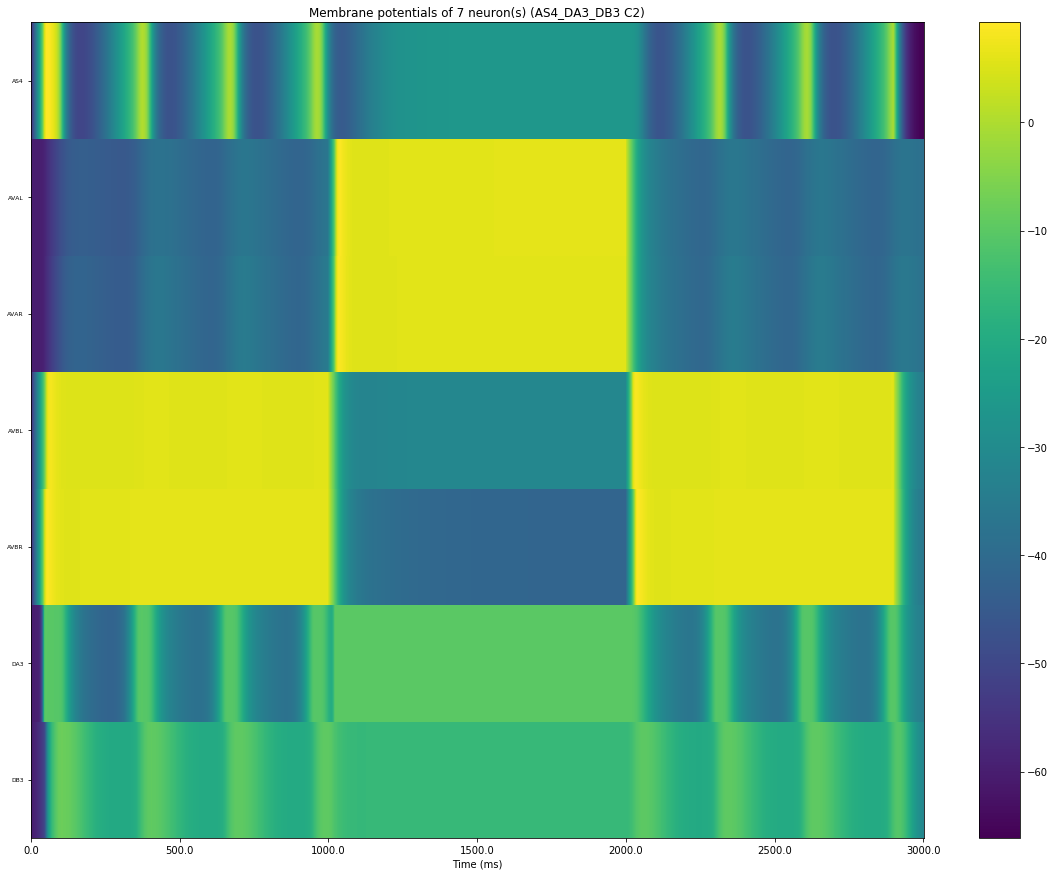 Membrane potentials of 7 neuron(s) (AS4_DA3_DB3 C2)
AS4
AVAL
AVAR
AVBL
AVBR
DA3
DB3
0.0 500.0 1000.0 1500.0 2000.0 2500.0 3000.0
Time (ms)
0
−10
−20
−30
−40
−50
−60